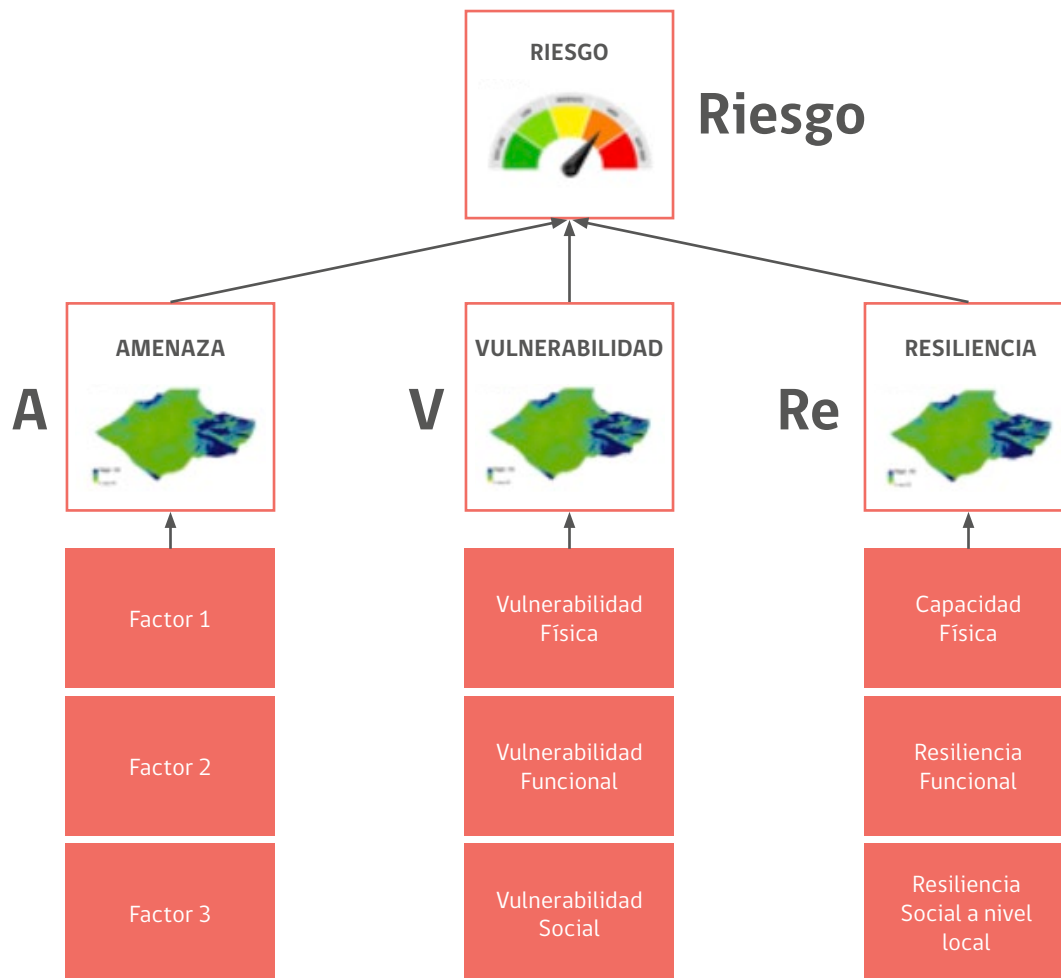 RIESGO
Riesgo
AMENAZA
VULNERABILIDAD
RESILIENCIA
A
V
Re
Factor 1
Vulnerabilidad
Física
Capacidad
Física
Factor 2
Vulnerabilidad
Funcional
Resiliencia
Funcional
Factor 3
Vulnerabilidad
Social
Resiliencia
Social a nivel
local